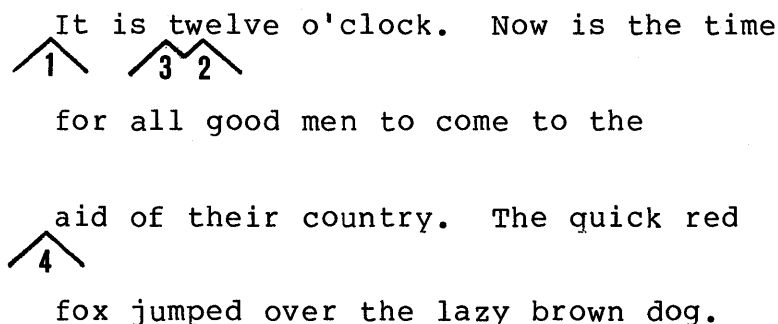 It is twelve o'clock.  Now is the time
1 3 2
for all good men to come to the
aid of their country.  The quick red
4
fox jumped over the lazy brown dog.